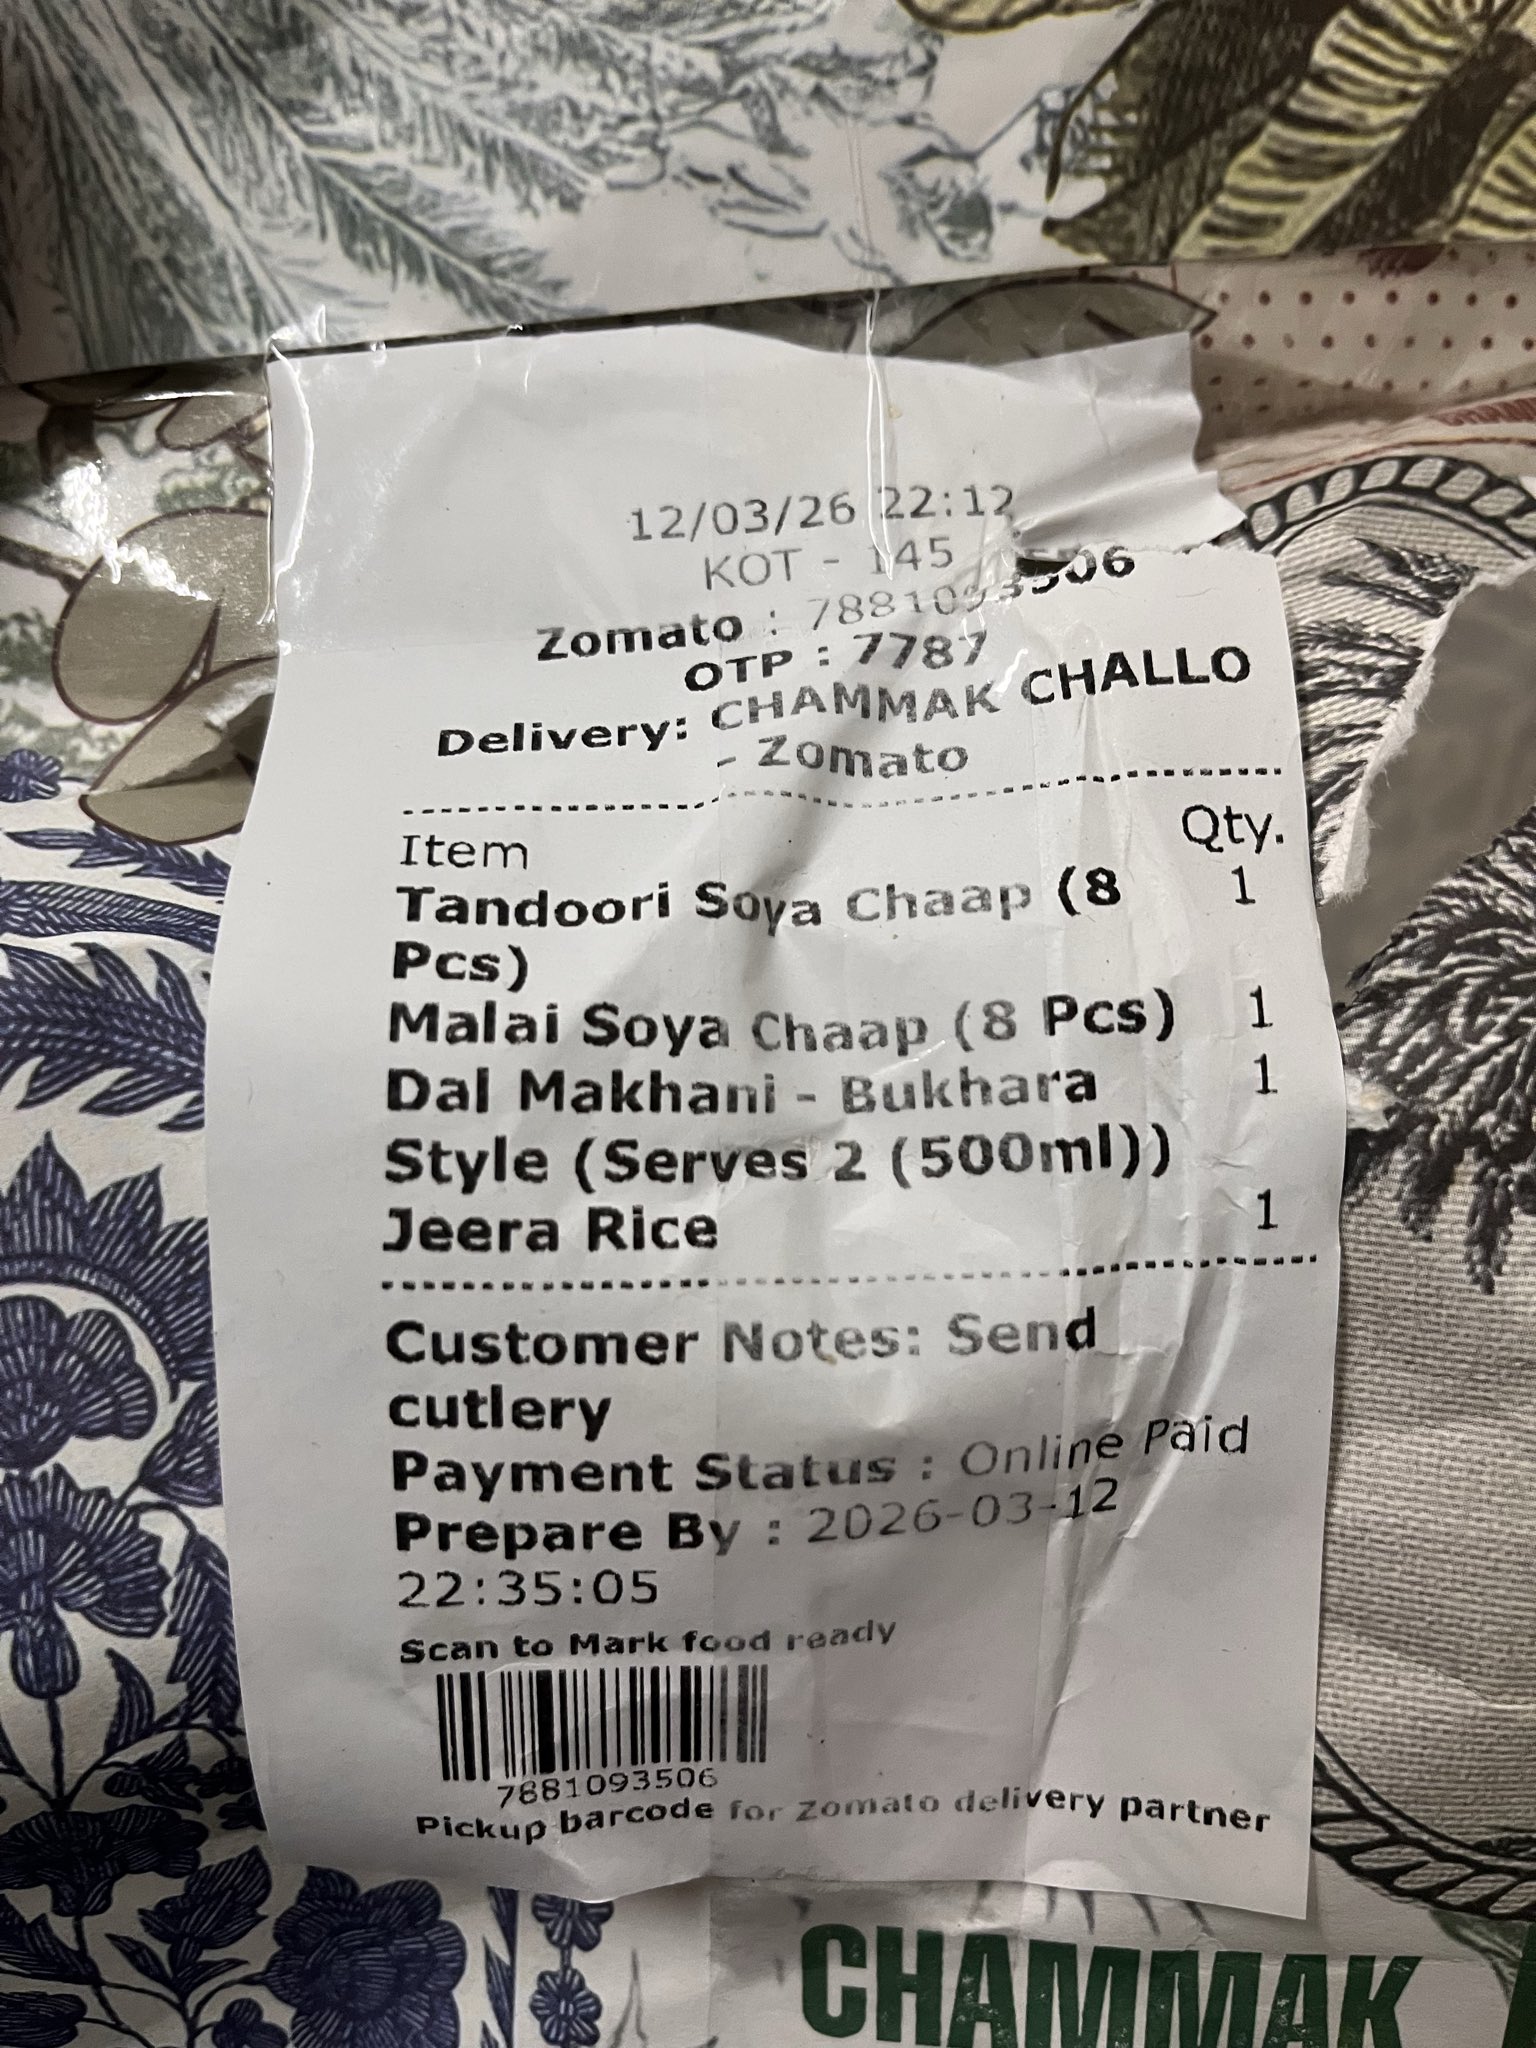 12/03/26 22:12
KOT - 145
Zomato : 7881093506
OTP : 7787
Delivery: CHAMMAK CHALLO
- Zomato
Item Qty.
Tandoori Soya Chaap (8 1
Pcs)
Malai Soya Chaap (8 Pcs) 1
Dal Makhani - Bukhara 1
Style (Serves 2 (500ml))
Jeera Rice 1
Customer Notes: Send
cutlery
Payment Status : Online Paid
Prepare By : 2026-03-12
22:35:05
Scan to Mark food ready
7881093506
Pickup barcode for Zomato delivery partner
CHAMMAK